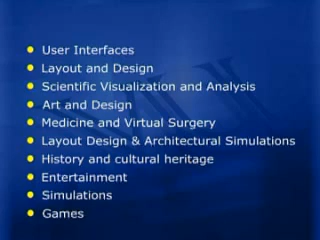 User Interfaces
Layout and Design
Scientific Visualization and Analysis
Art and Design
Medicine and Virtual Surgery
Layout Design & Architectural Simulations
History and cultural heritage
Entertainment
Simulations
Games